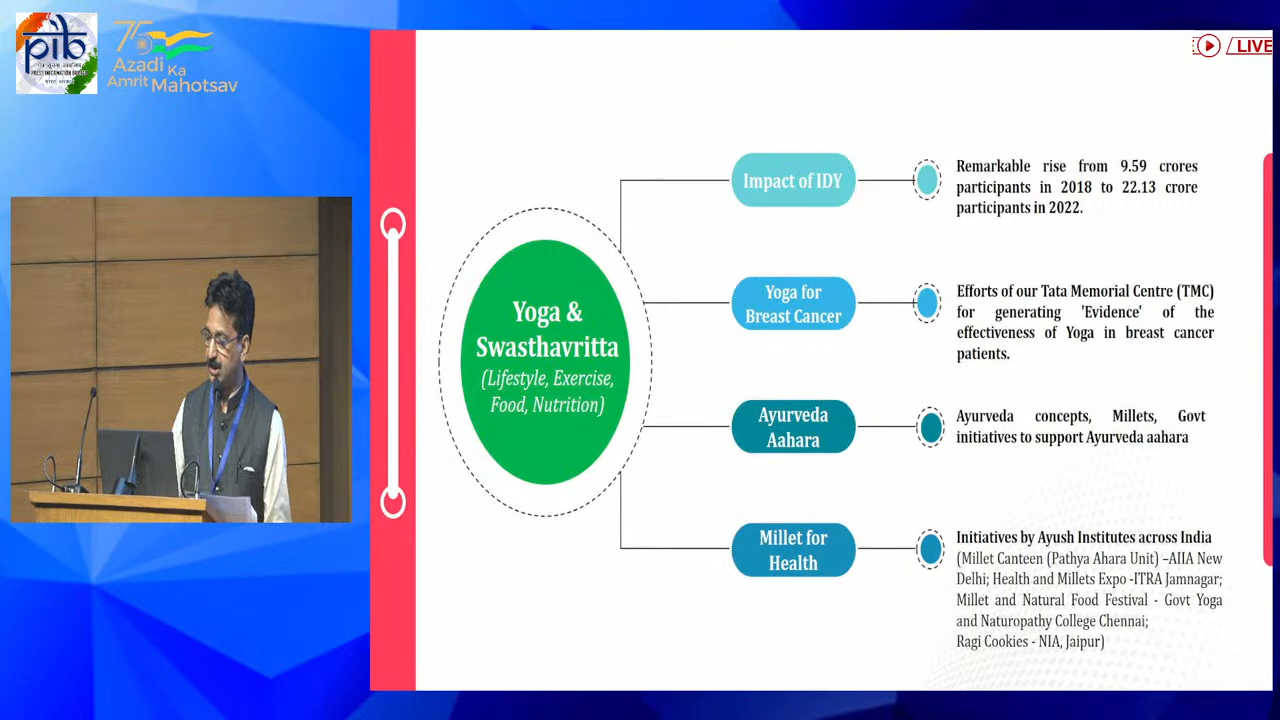 pib
PRESS INFORMATION BUREAU
75
Azadi
Ka
Amrit
Mahotsav
LIVE
Yoga &
Swasthavritta
(Lifestyle, Exercise,
Food, Nutrition)
Impact of IDY
Remarkable rise from 9.59 crores
participants in 2018 to 22.13 crore
participants in 2022.
Yoga for
Breast Cancer
Efforts of our Tata Memorial Centre (TMC)
for generating 'Evidence' of the
effectiveness of Yoga in breast cancer
patients.
Ayurveda
Aahara
Ayurveda concepts, Millets, Govt
initiatives to support Ayurveda aahara
Millet for
Health
Initiatives by Ayush Institutes across India
(Millet Canteen (Pathya Ahara Unit) –AIIA New
Delhi; Health and Millets Expo -ITRA Jamnagar;
Millet and Natural Food Festival - Govt Yoga
and Naturopathy College Chennai;
Ragi Cookies - NIA, Jaipur)